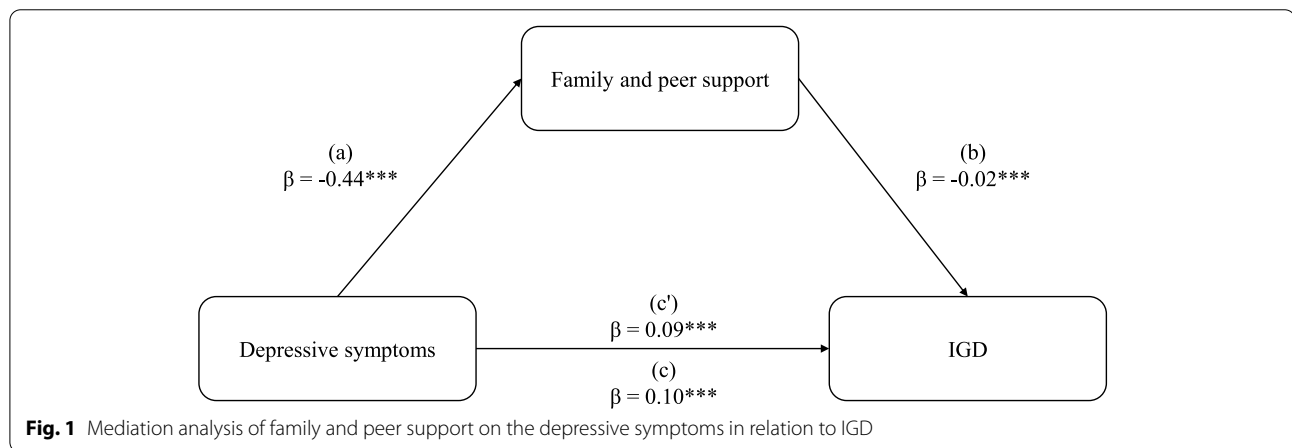 Family and peer support
(a)
β = -0.44***
(b)
β = -0.02***
(c')
β = 0.09***
Depressive symptoms
IGD
(c)
β = 0.10***
Fig. 1 Mediation analysis of family and peer support on the depressive symptoms in relation to IGD